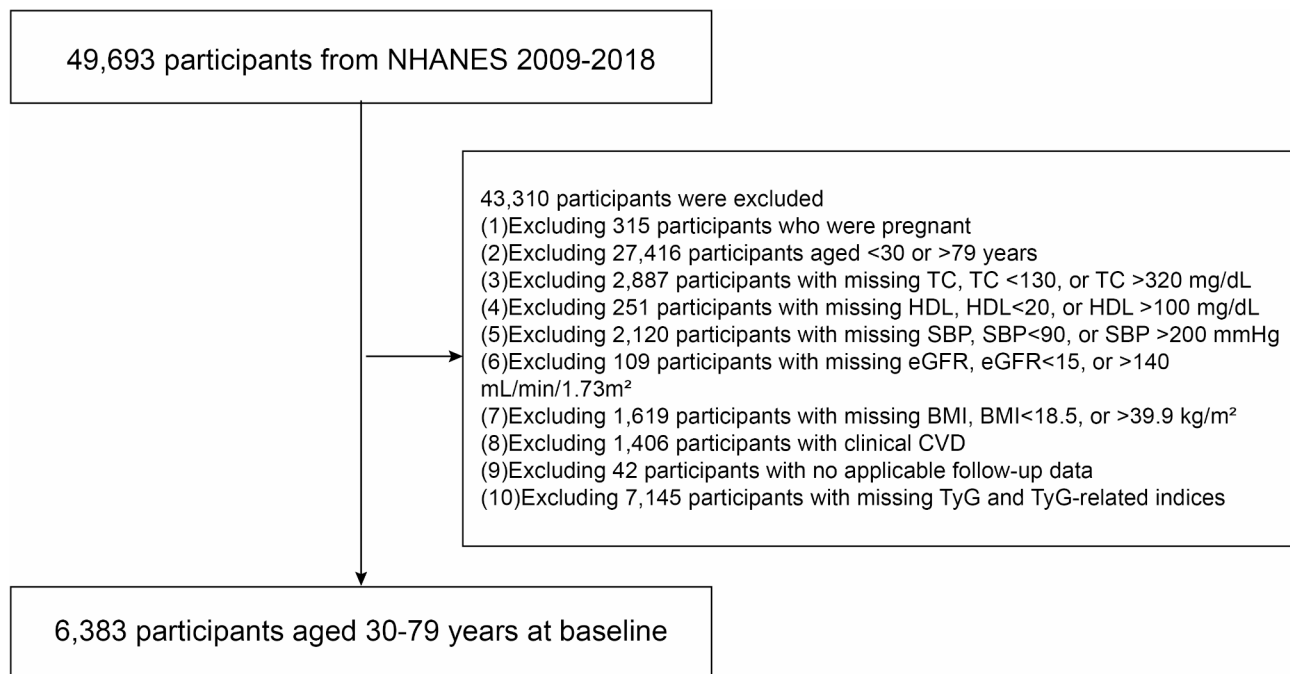 49,693 participants from NHANES 2009-2018
43,310 participants were excluded
(1)Excluding 315 participants who were pregnant
(2)Excluding 27,416 participants aged <30 or >79 years
(3)Excluding 2,887 participants with missing TC, TC <130, or TC >320 mg/dL
(4)Excluding 251 participants with missing HDL, HDL<20, or HDL >100 mg/dL
(5)Excluding 2,120 participants with missing SBP, SBP<90, or SBP >200 mmHg
(6)Excluding 109 participants with missing eGFR, eGFR<15, or >140
mL/min/1.73m²
(7)Excluding 1,619 participants with missing BMI, BMI<18.5, or >39.9 kg/m²
(8)Excluding 1,406 participants with clinical CVD
(9)Excluding 42 participants with no applicable follow-up data
(10)Excluding 7,145 participants with missing TyG and TyG-related indices
6,383 participants aged 30-79 years at baseline